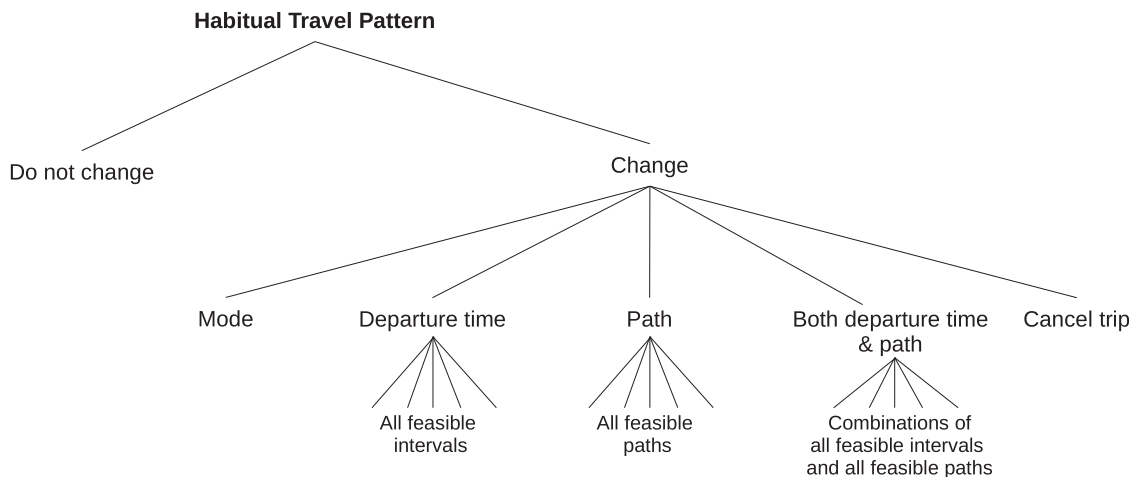 Habitual Travel Pattern
Do not change
Change
Mode
Departure time
Path
Both departure time
& path
Cancel trip
All feasible
intervals
All feasible
paths
Combinations of
all feasible intervals
and all feasible paths